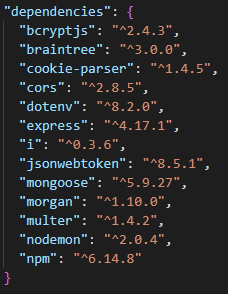 "dependencies": {
"bcryptjs": "^2.4.3",
"braintree": "^3.0.0",
"cookie-parser": "^1.4.5",
"cors": "^2.8.5",
"dotenv": "^8.2.0",
"express": "^4.17.1",
"i": "^0.3.6",
"jsonwebtoken": "^8.5.1",
"mongoose": "^5.9.27",
"morgan": "^1.10.0",
"multer": "^1.4.2",
"nodemon": "^2.0.4",
"npm": "^6.14.8"
}